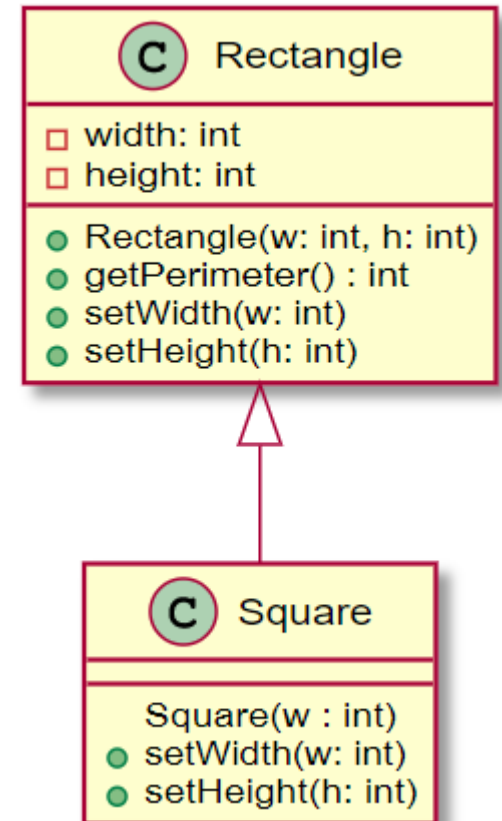 C Rectangle
width: int
height: int
Rectangle(w: int, h: int)
getPerimeter() : int
setWidth(w: int)
setHeight(h: int)
C Square
Square(w : int)
setWidth(w: int)
setHeight(h: int)